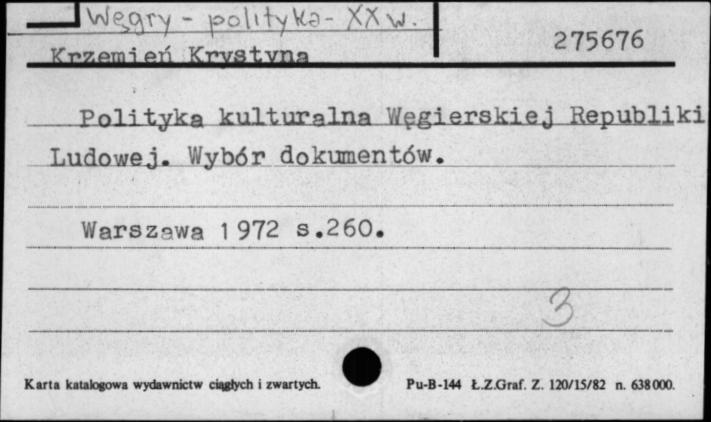 Węgry - polityka - XX w.
275676
Krzemień Krystyna
Polityka kulturalna Węgierskiej Republiki
Ludowej. Wybór dokumentów.
Warszawa 1972 s.260.
3
Karta katalogowa wydawnictw ciągłych i zwartych.
Pu-B-144 Ł.Z.Graf. Z. 120/15/82 n. 638000.